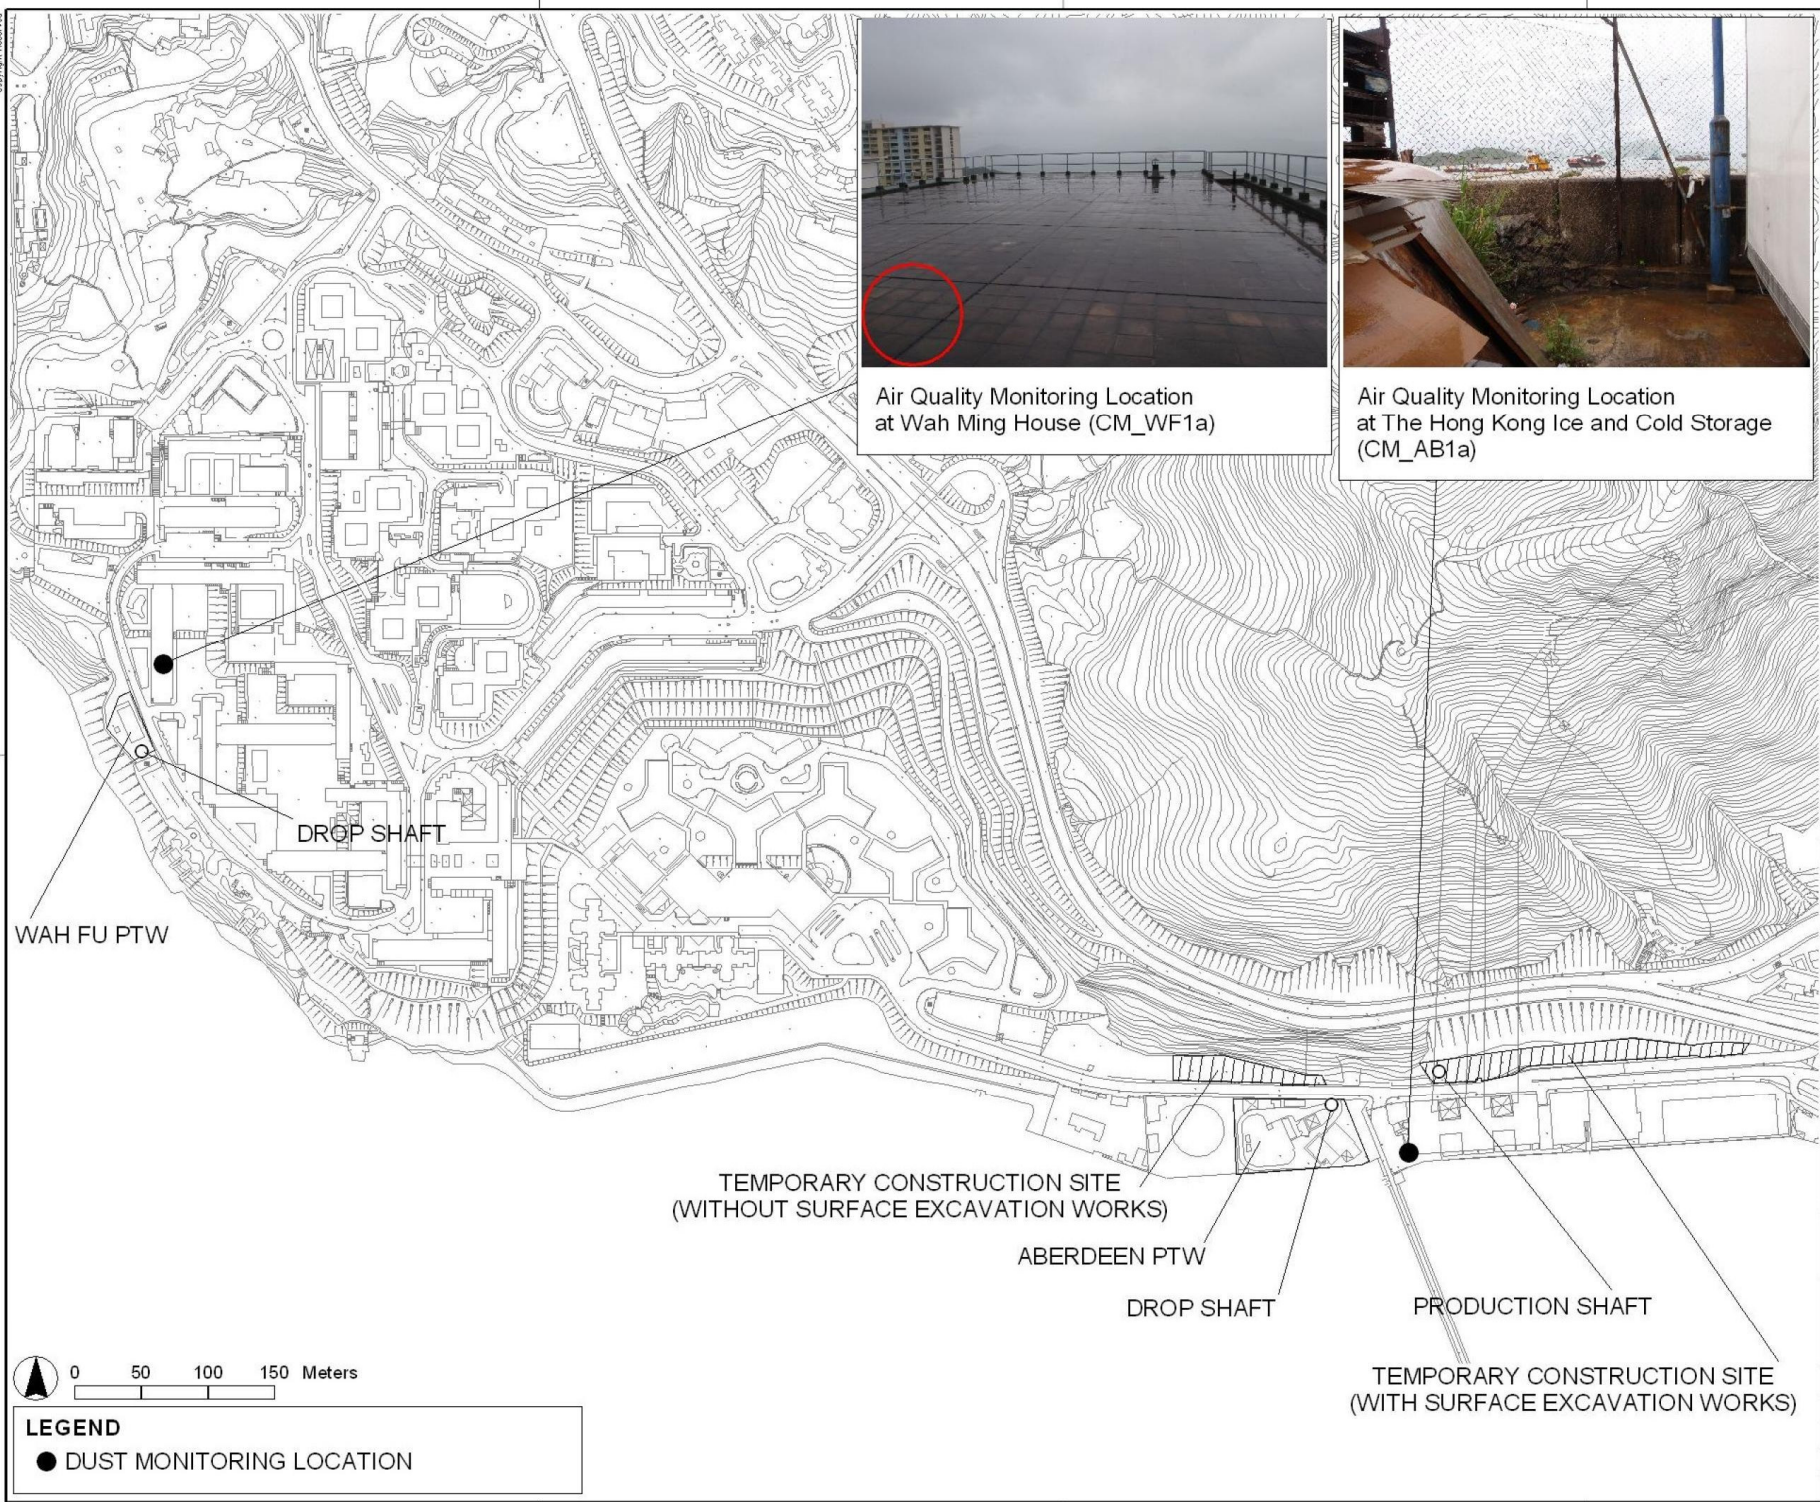 Air Quality Monitoring Location
at Wah Ming House (CM_WF1a)
Air Quality Monitoring Location
at The Hong Kong Ice and Cold Storage
(CM_AB1a)
DROP SHAFT
WAH FU PTW
TEMPORARY CONSTRUCTION SITE
(WITHOUT SURFACE EXCAVATION WORKS)
ABERDEEN PTW
DROP SHAFT
PRODUCTION SHAFT
TEMPORARY CONSTRUCTION SITE
(WITH SURFACE EXCAVATION WORKS)
0 50 100 150 Meters
LEGEND
DUST MONITORING LOCATION